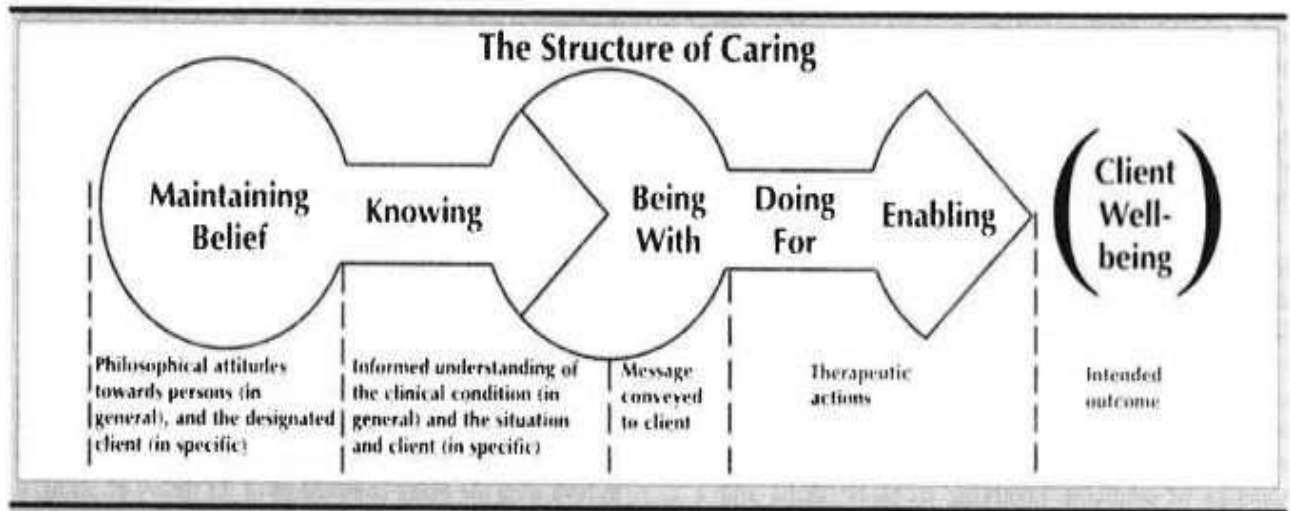 The Structure of Caring
Maintaining
Belief
Knowing
Being
With
Doing
For
Enabling
Client
Well-
being
Philosophical attitudes
towards persons (in
general), and the designated
client (in specific)
Informed understanding of
the clinical condition (in
general) and the situation
and client (in specific)
Message
conveyed
to client
Therapeutic
actions
Intended
outcome